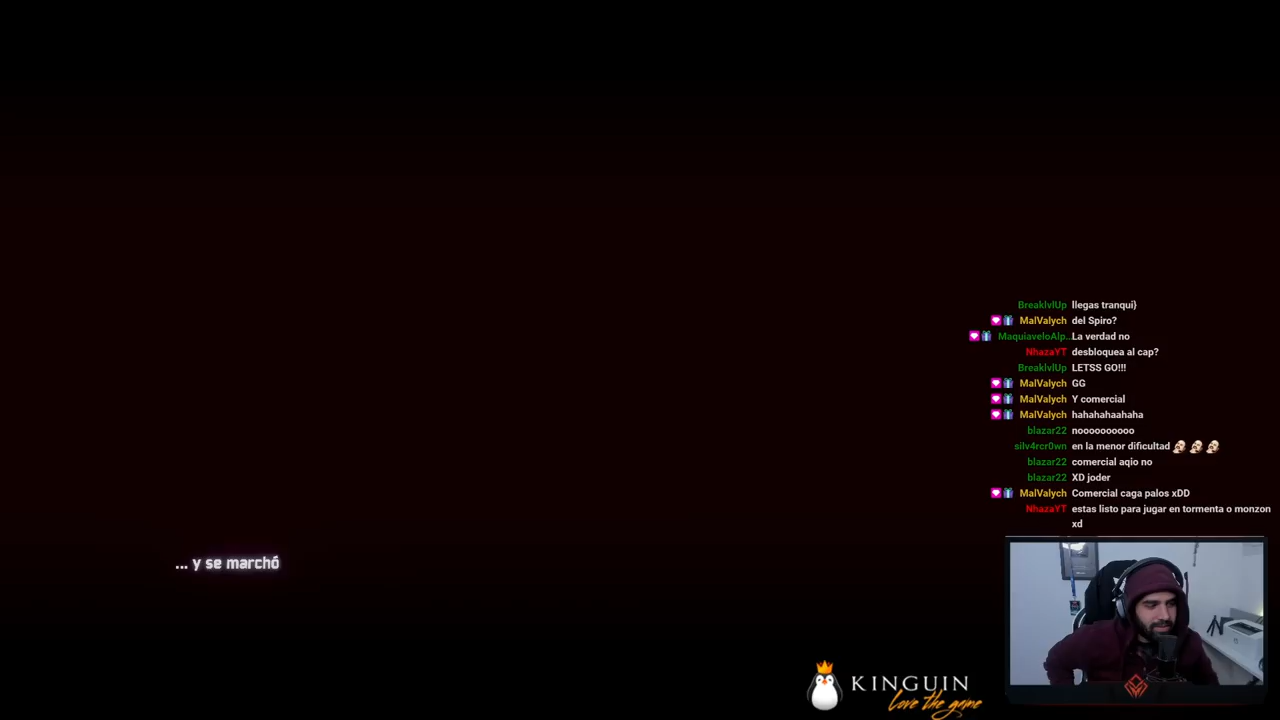 BreaklvlUp llegas tranqui}
MalValych del Spiro?
MaquiaveloAlp...La verdad no
NhazaYT desbloquea al cap?
BreaklvlUp LETSS GO!!!
MalValych GG
MalValych Y comercial
MalValych hahahahaahaha
blazar22 noooooooooo
silv4rcr0wn en la menor dificultad
blazar22 comercial aqio no
blazar22 XD joder
MalValych Comercial caga palos xDD
NhazaYT estas listo para jugar en tormenta o monzon
xd
... y se marchó
KINGUIN
love the game